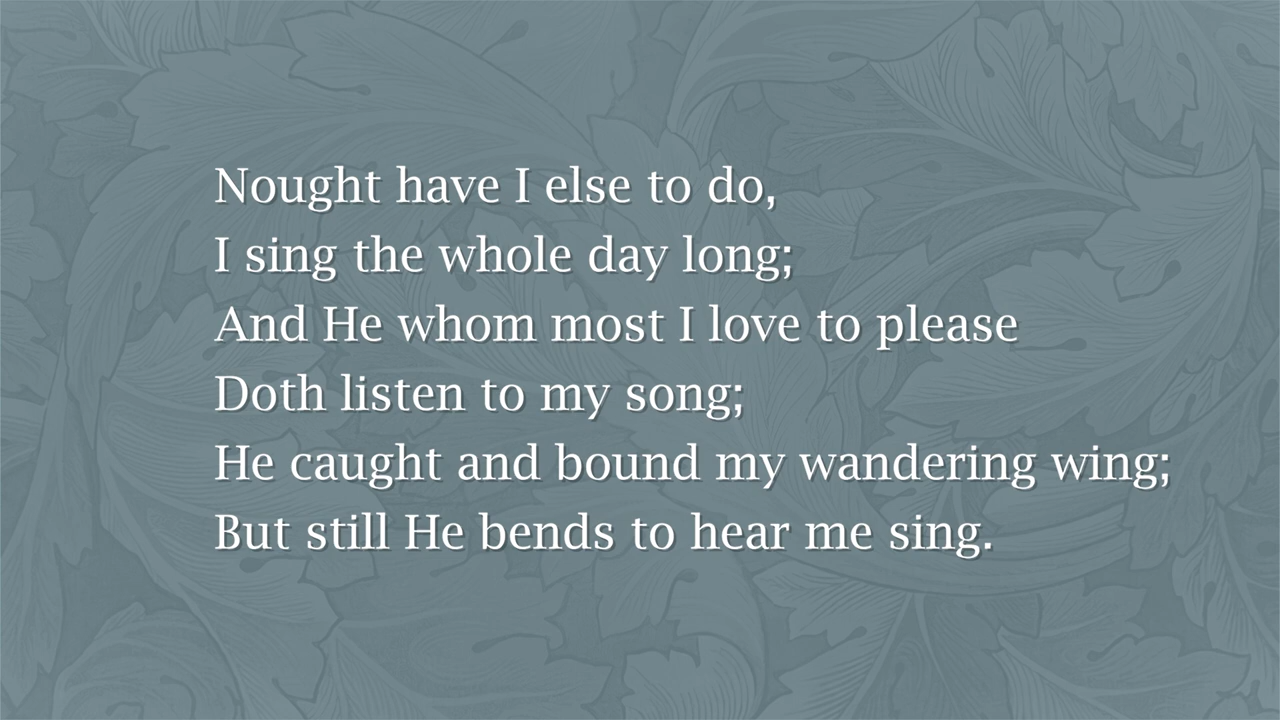 Nought have I else to do,
I sing the whole day long;
And He whom most I love to please
Doth listen to my song;
He caught and bound my wandering wing;
But still He bends to hear me sing.